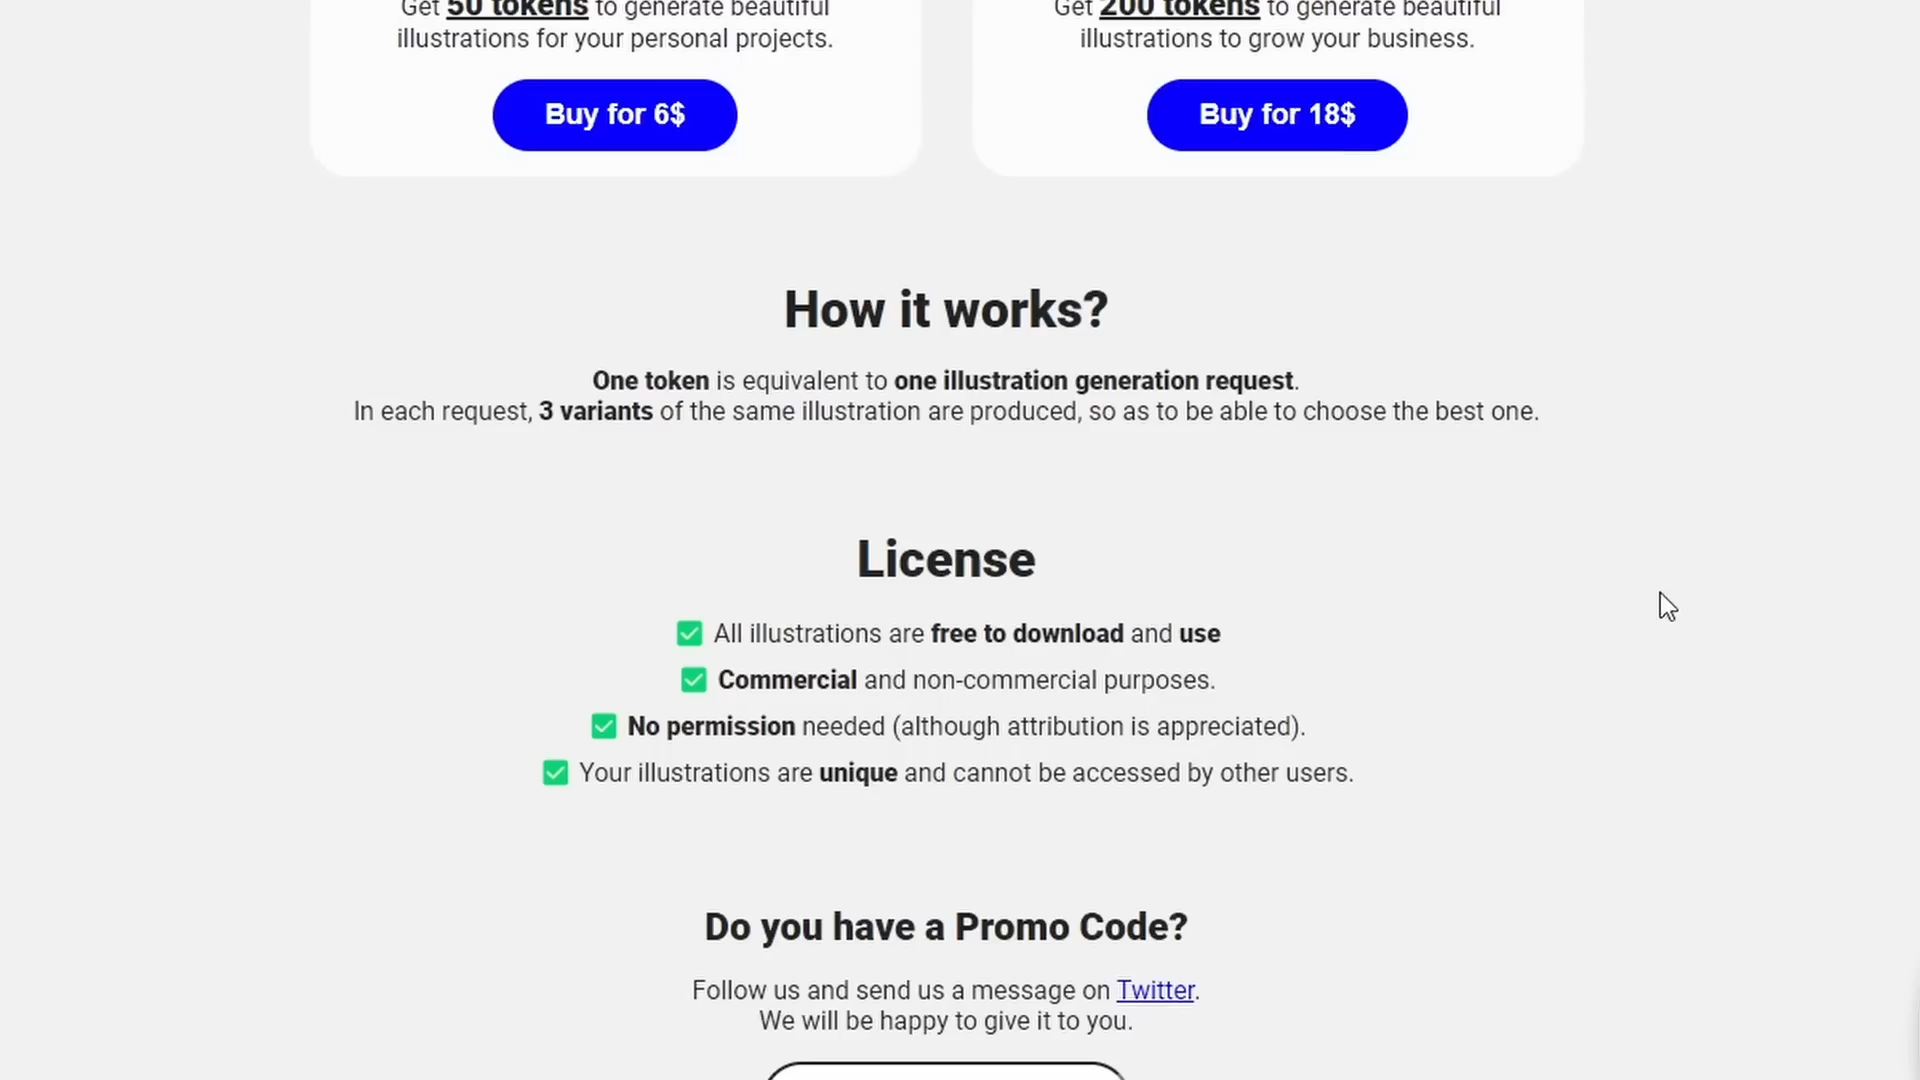 Get 50 tokens to generate beautiful
illustrations for your personal projects.
Buy for 6$
Get 200 tokens to generate beautiful
illustrations to grow your business.
Buy for 18$
How it works?
One token is equivalent to one illustration generation request.
In each request, 3 variants of the same illustration are produced, so as to be able to choose the best one.
License
All illustrations are free to download and use
Commercial and non-commercial purposes.
No permission needed (although attribution is appreciated).
Your illustrations are unique and cannot be accessed by other users.
Do you have a Promo Code?
Follow us and send us a message on Twitter.
We will be happy to give it to you.